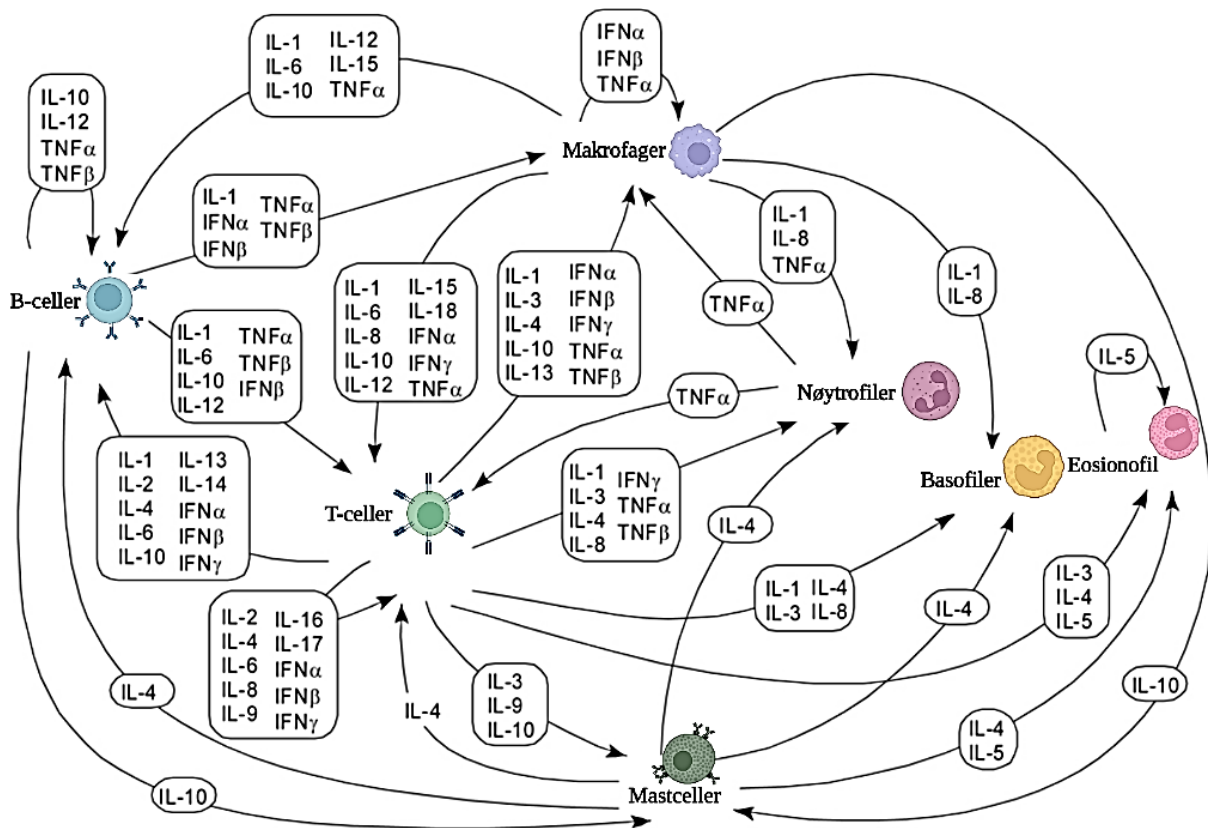 IL-1 IL-12
IL-6 IL-15
IL-10 TNFα
IFNα
IFNβ
TNFα
IL-10
IL-12
TNFα
TNFβ
Makrofager
IL-1 TNFα
IFNα TNFβ
IFNβ
IL-1
IL-8
TNFα
B-celler
IL-1 IL-15
IL-6 IL-18
IL-8 IFNα
IL-10 IFNγ
IL-12 TNFα
IL-1 IFNα
IL-3 IFNβ
IL-4 IFNγ
IL-10 TNFα
IL-13 TNFβ
TNFα
IL-1
IL-8
IL-1 TNFα
IL-6 TNFβ
IL-10 IFNβ
IL-12
IL-5
TNFα
Nøytrofiler
IL-1 IL-13
IL-2 IL-14
IL-4 IFNα
IL-6 IFNβ
IL-10 IFNγ
T-celler
IL-1 IFNγ
IL-3 TNFα
IL-4 TNFβ
IL-8
Basofiler
Eosionofil
IL-4
IL-2 IL-16
IL-4 IL-17
IL-6 IFNα
IL-8 IFNβ
IL-9 IFNγ
IL-1 IL-4
IL-3 IL-8
IL-4
IL-3
IL-4
IL-5
IL-4
IL-4
IL-3
IL-9
IL-10
IL-10
IL-4
IL-5
IL-10
Mastceller